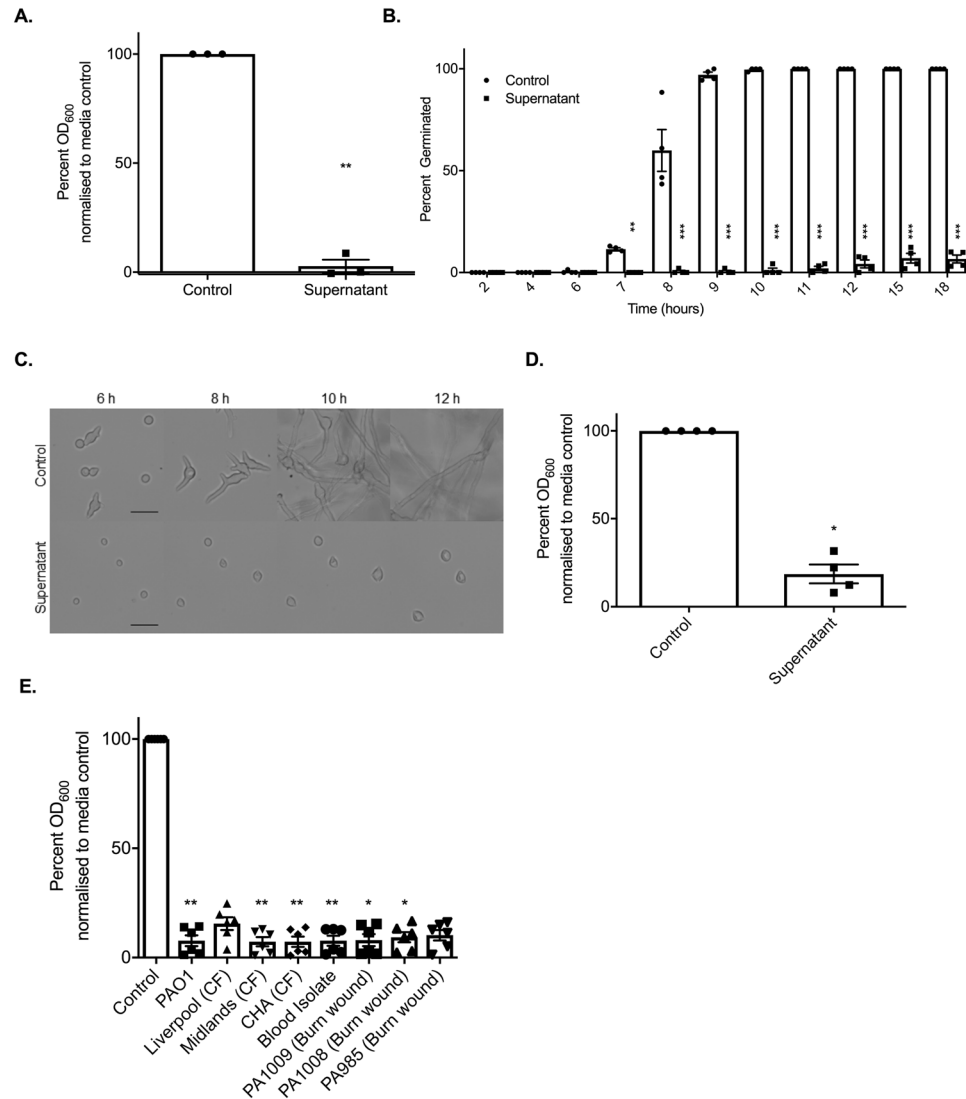 A.
100
50
0
Percent OD600
normalised to media control
**
Control
Supernatant
B.
100
50
0
Percent Germinated
Control
Supernatant
**
***
***
***
***
***
***
***
2
4
6
7
8
9
10
11
12
15
18
Time (hours)
C.
6 h
8 h
10 h
12 h
Control
Supernatant
D.
100
50
0
Percent OD600
normalised to media control
*
Control
Supernatant
E.
100
50
0
Percent OD600
normalised to media control
**
**
**
**
*
*
Control
PAO1
Liverpool (CF)
Midlands (CF)
CHA (CF)
Blood Isolate
PA1009 (Burn wound)
PA1008 (Burn wound)
PA985 (Burn wound)